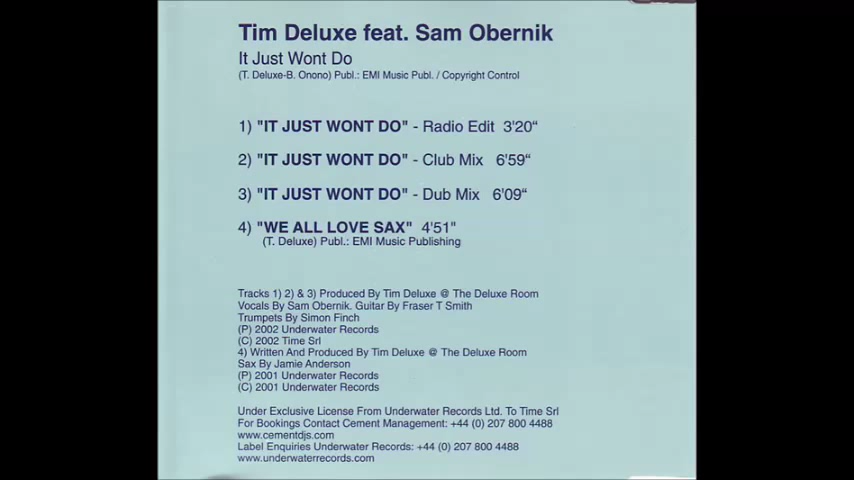 Tim Deluxe feat. Sam Obernik
It Just Wont Do
(T. Deluxe-B. Onono) Publ.: EMI Music Publ. / Copyright Control
1) "IT JUST WONT DO" - Radio Edit 3'20“
2) "IT JUST WONT DO" - Club Mix 6'59“
3) "IT JUST WONT DO" - Dub Mix 6'09“
4) "WE ALL LOVE SAX" 4'51"
(T. Deluxe) Publ.: EMI Music Publishing
Tracks 1) 2) & 3) Produced By Tim Deluxe @ The Deluxe Room
Vocals By Sam Obernik. Guitar By Fraser T Smith
Trumpets By Simon Finch
(P) 2002 Underwater Records
(C) 2002 Time Srl
4) Written And Produced By Tim Deluxe @ The Deluxe Room
Sax By Jamie Anderson
(P) 2001 Underwater Records
(C) 2001 Underwater Records
Under Exclusive License From Underwater Records Ltd. To Time Srl
For Bookings Contact Cement Management: +44 (0) 207 800 4488
www.cementdjs.com
Label Enquiries Underwater Records: +44 (0) 207 800 4488
www.underwaterrecords.com